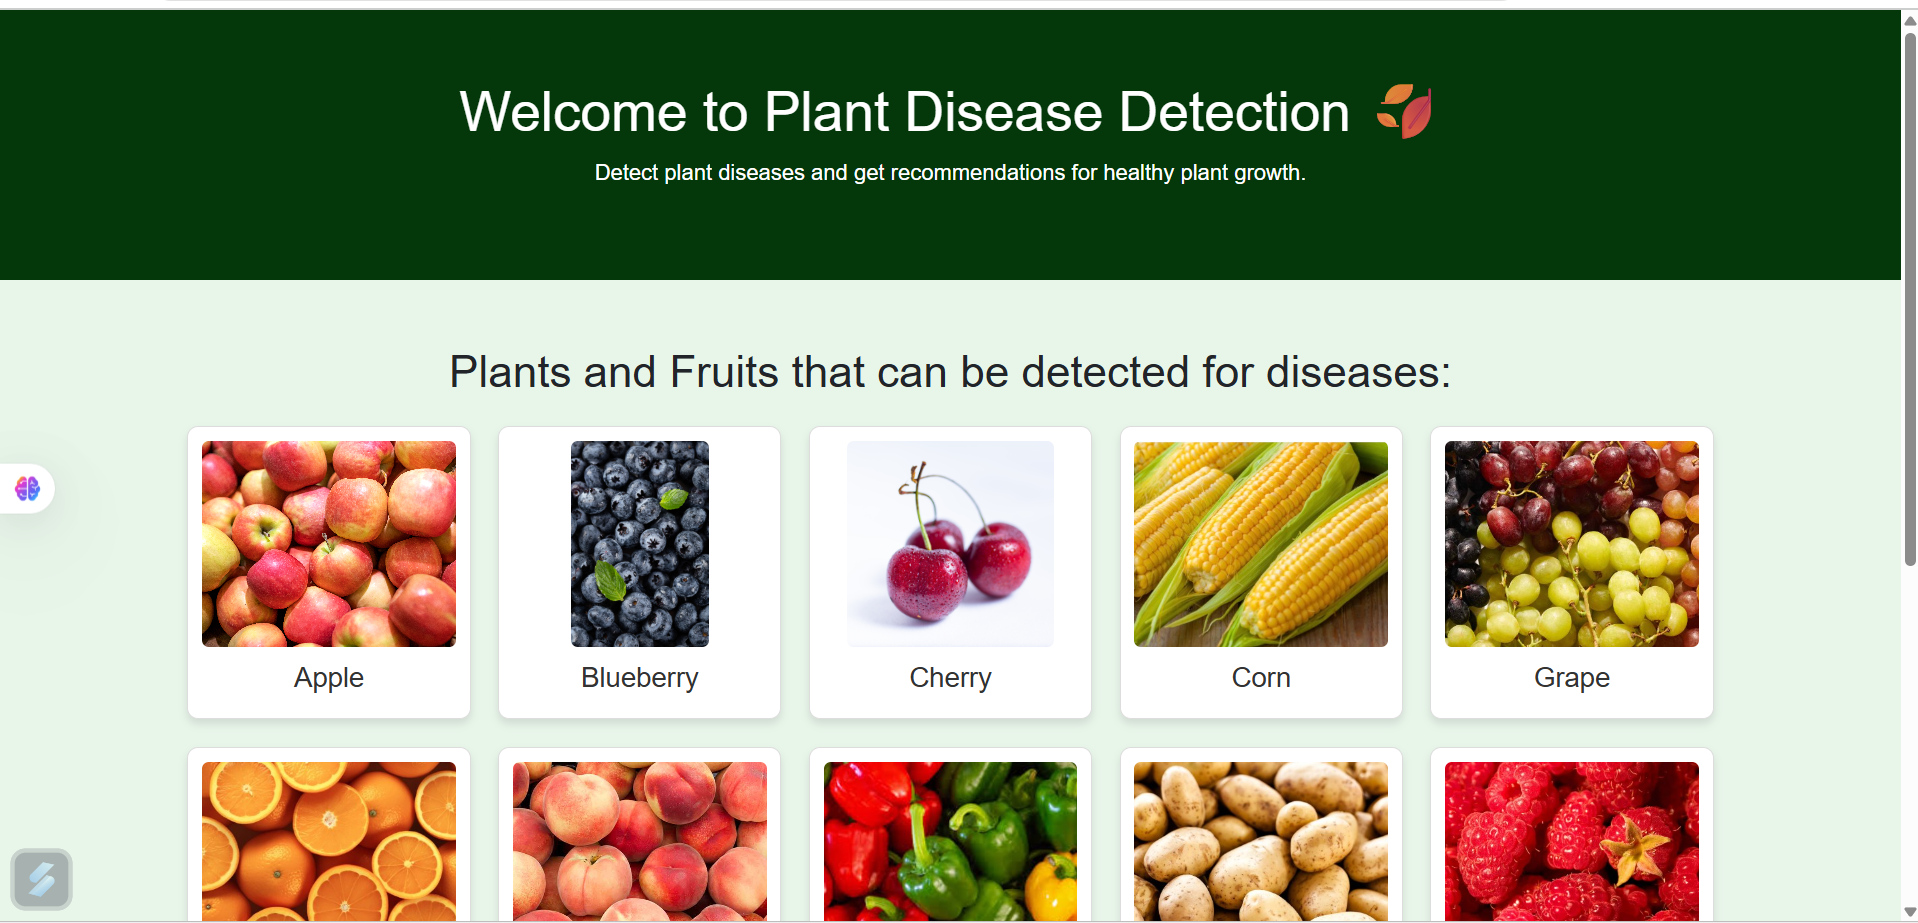 Welcome to Plant Disease Detection
Detect plant diseases and get recommendations for healthy plant growth.
Plants and Fruits that can be detected for diseases:
Apple
Blueberry
Cherry
Corn
Grape